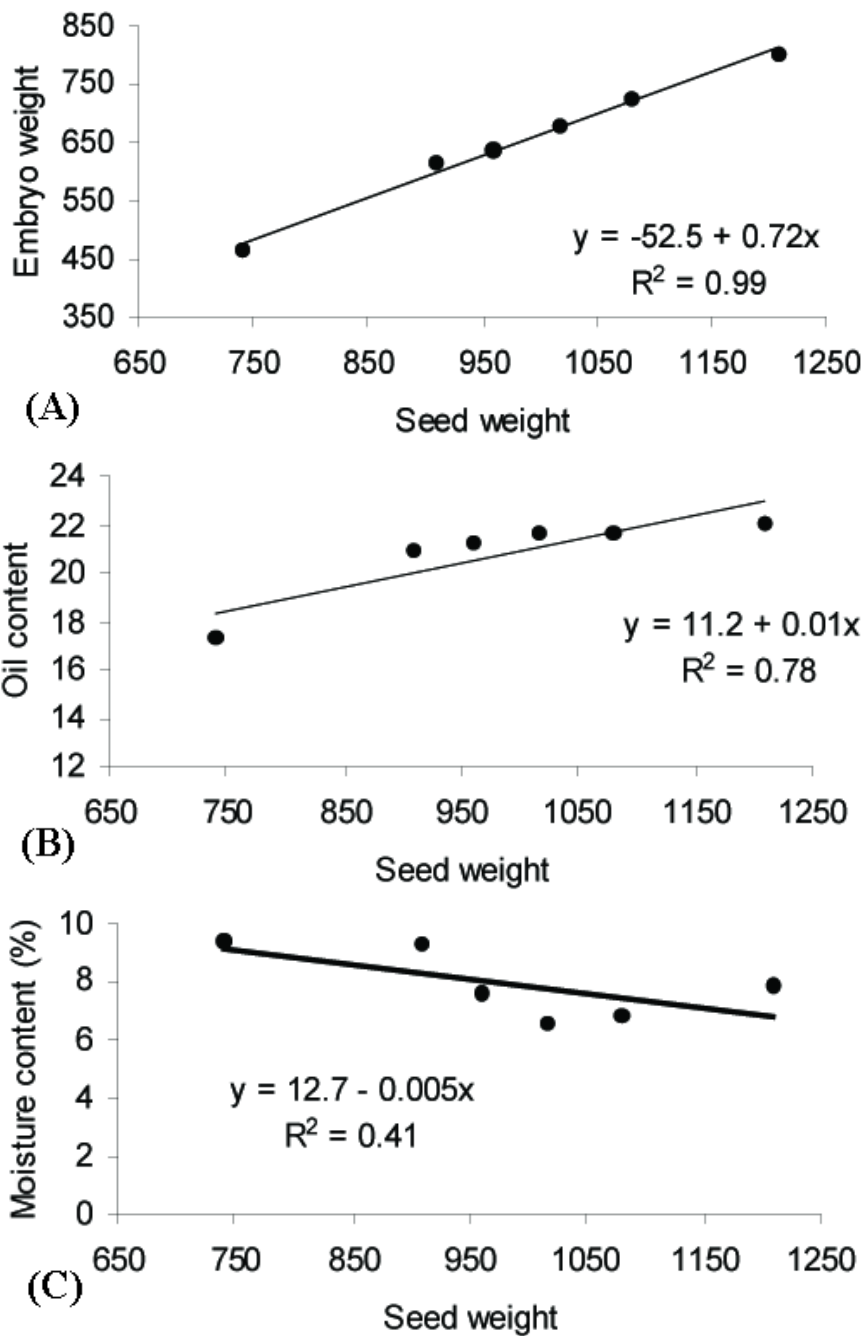 850
750
650
550
450
350
Embryo weight
y = -52.5 + 0.72x
R² = 0.99
650 750 850 950 1050 1150 1250
(A)
Seed weight
24
22
20
18
16
14
12
Oil content
y = 11.2 + 0.01x
R² = 0.78
650 750 850 950 1050 1150 1250
(B)
Seed weight
10
8
6
4
2
0
Moisture content (%)
y = 12.7 - 0.005x
R² = 0.41
650 750 850 950 1050 1150 1250
(C)
Seed weight